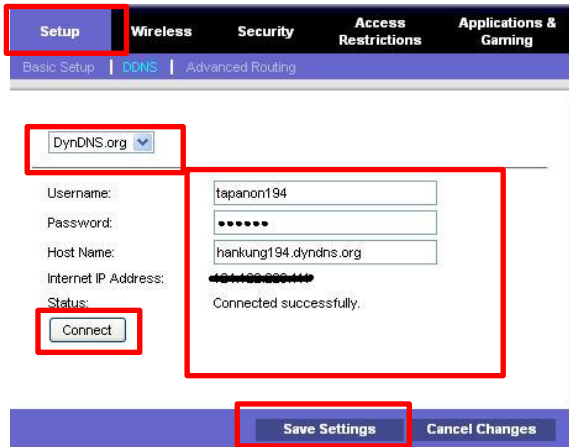 Setup Wireless Security Access Restrictions Applications & Gaming
Basic Setup | DDNS | Advanced Routing
DynDNS.org
Username: tapanon194
Password: ••••••
Host Name: hankung194.dyndns.org
Internet IP Address:
Status: Connected successfully.
Connect
Save Settings Cancel Changes